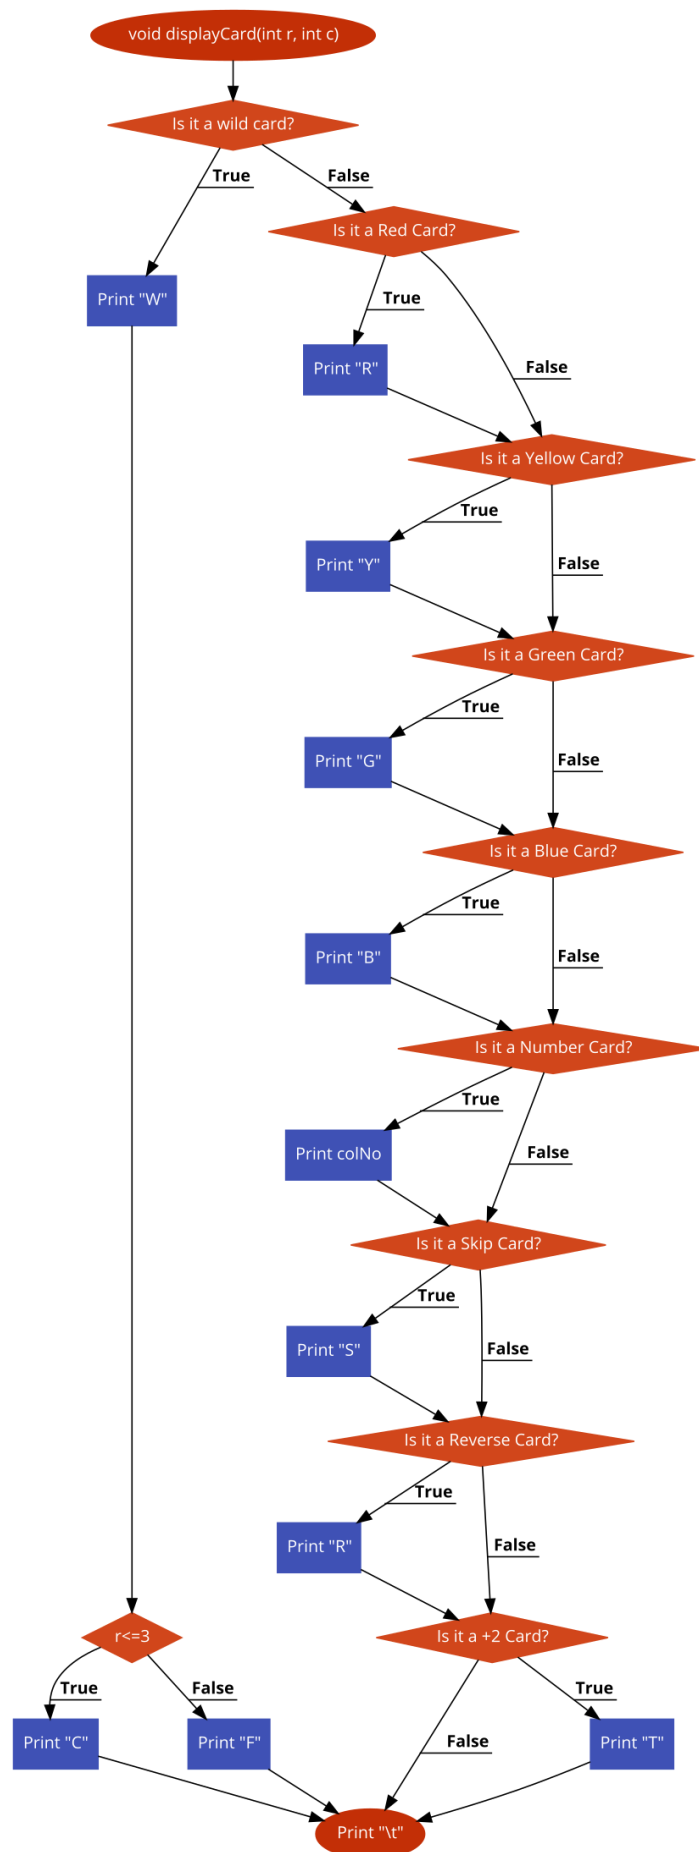 void displayCard(int r, int c)
Is it a wild card?
True
False
Is it a Red Card?
Print "W"
True
Print "R"
False
Is it a Yellow Card?
True
Print "Y"
False
Is it a Green Card?
True
Print "G"
False
Is it a Blue Card?
True
Print "B"
False
Is it a Number Card?
True
Print colNo
False
Is it a Skip Card?
True
Print "S"
False
Is it a Reverse Card?
True
Print "R"
False
r<=3
Is it a +2 Card?
True
False
True
Print "C"
Print "F"
False
Print "T"
Print "\t"